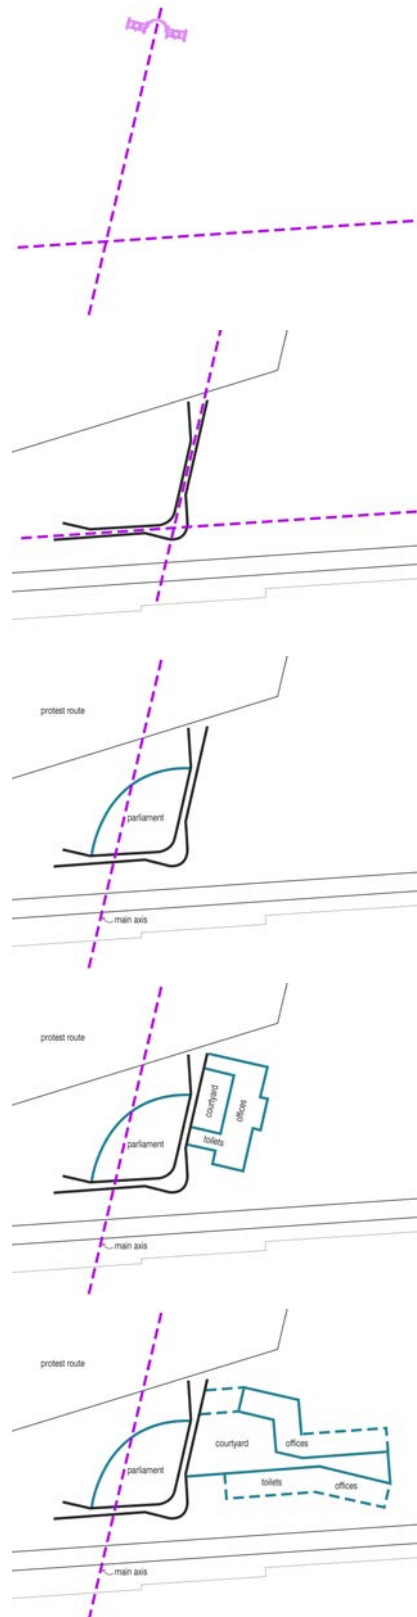 protest route
parliament
main axis
protest route
courtyard
offices
toilets
parliament
main axis
protest route
courtyard
offices
parliament
toilets
offices
main axis